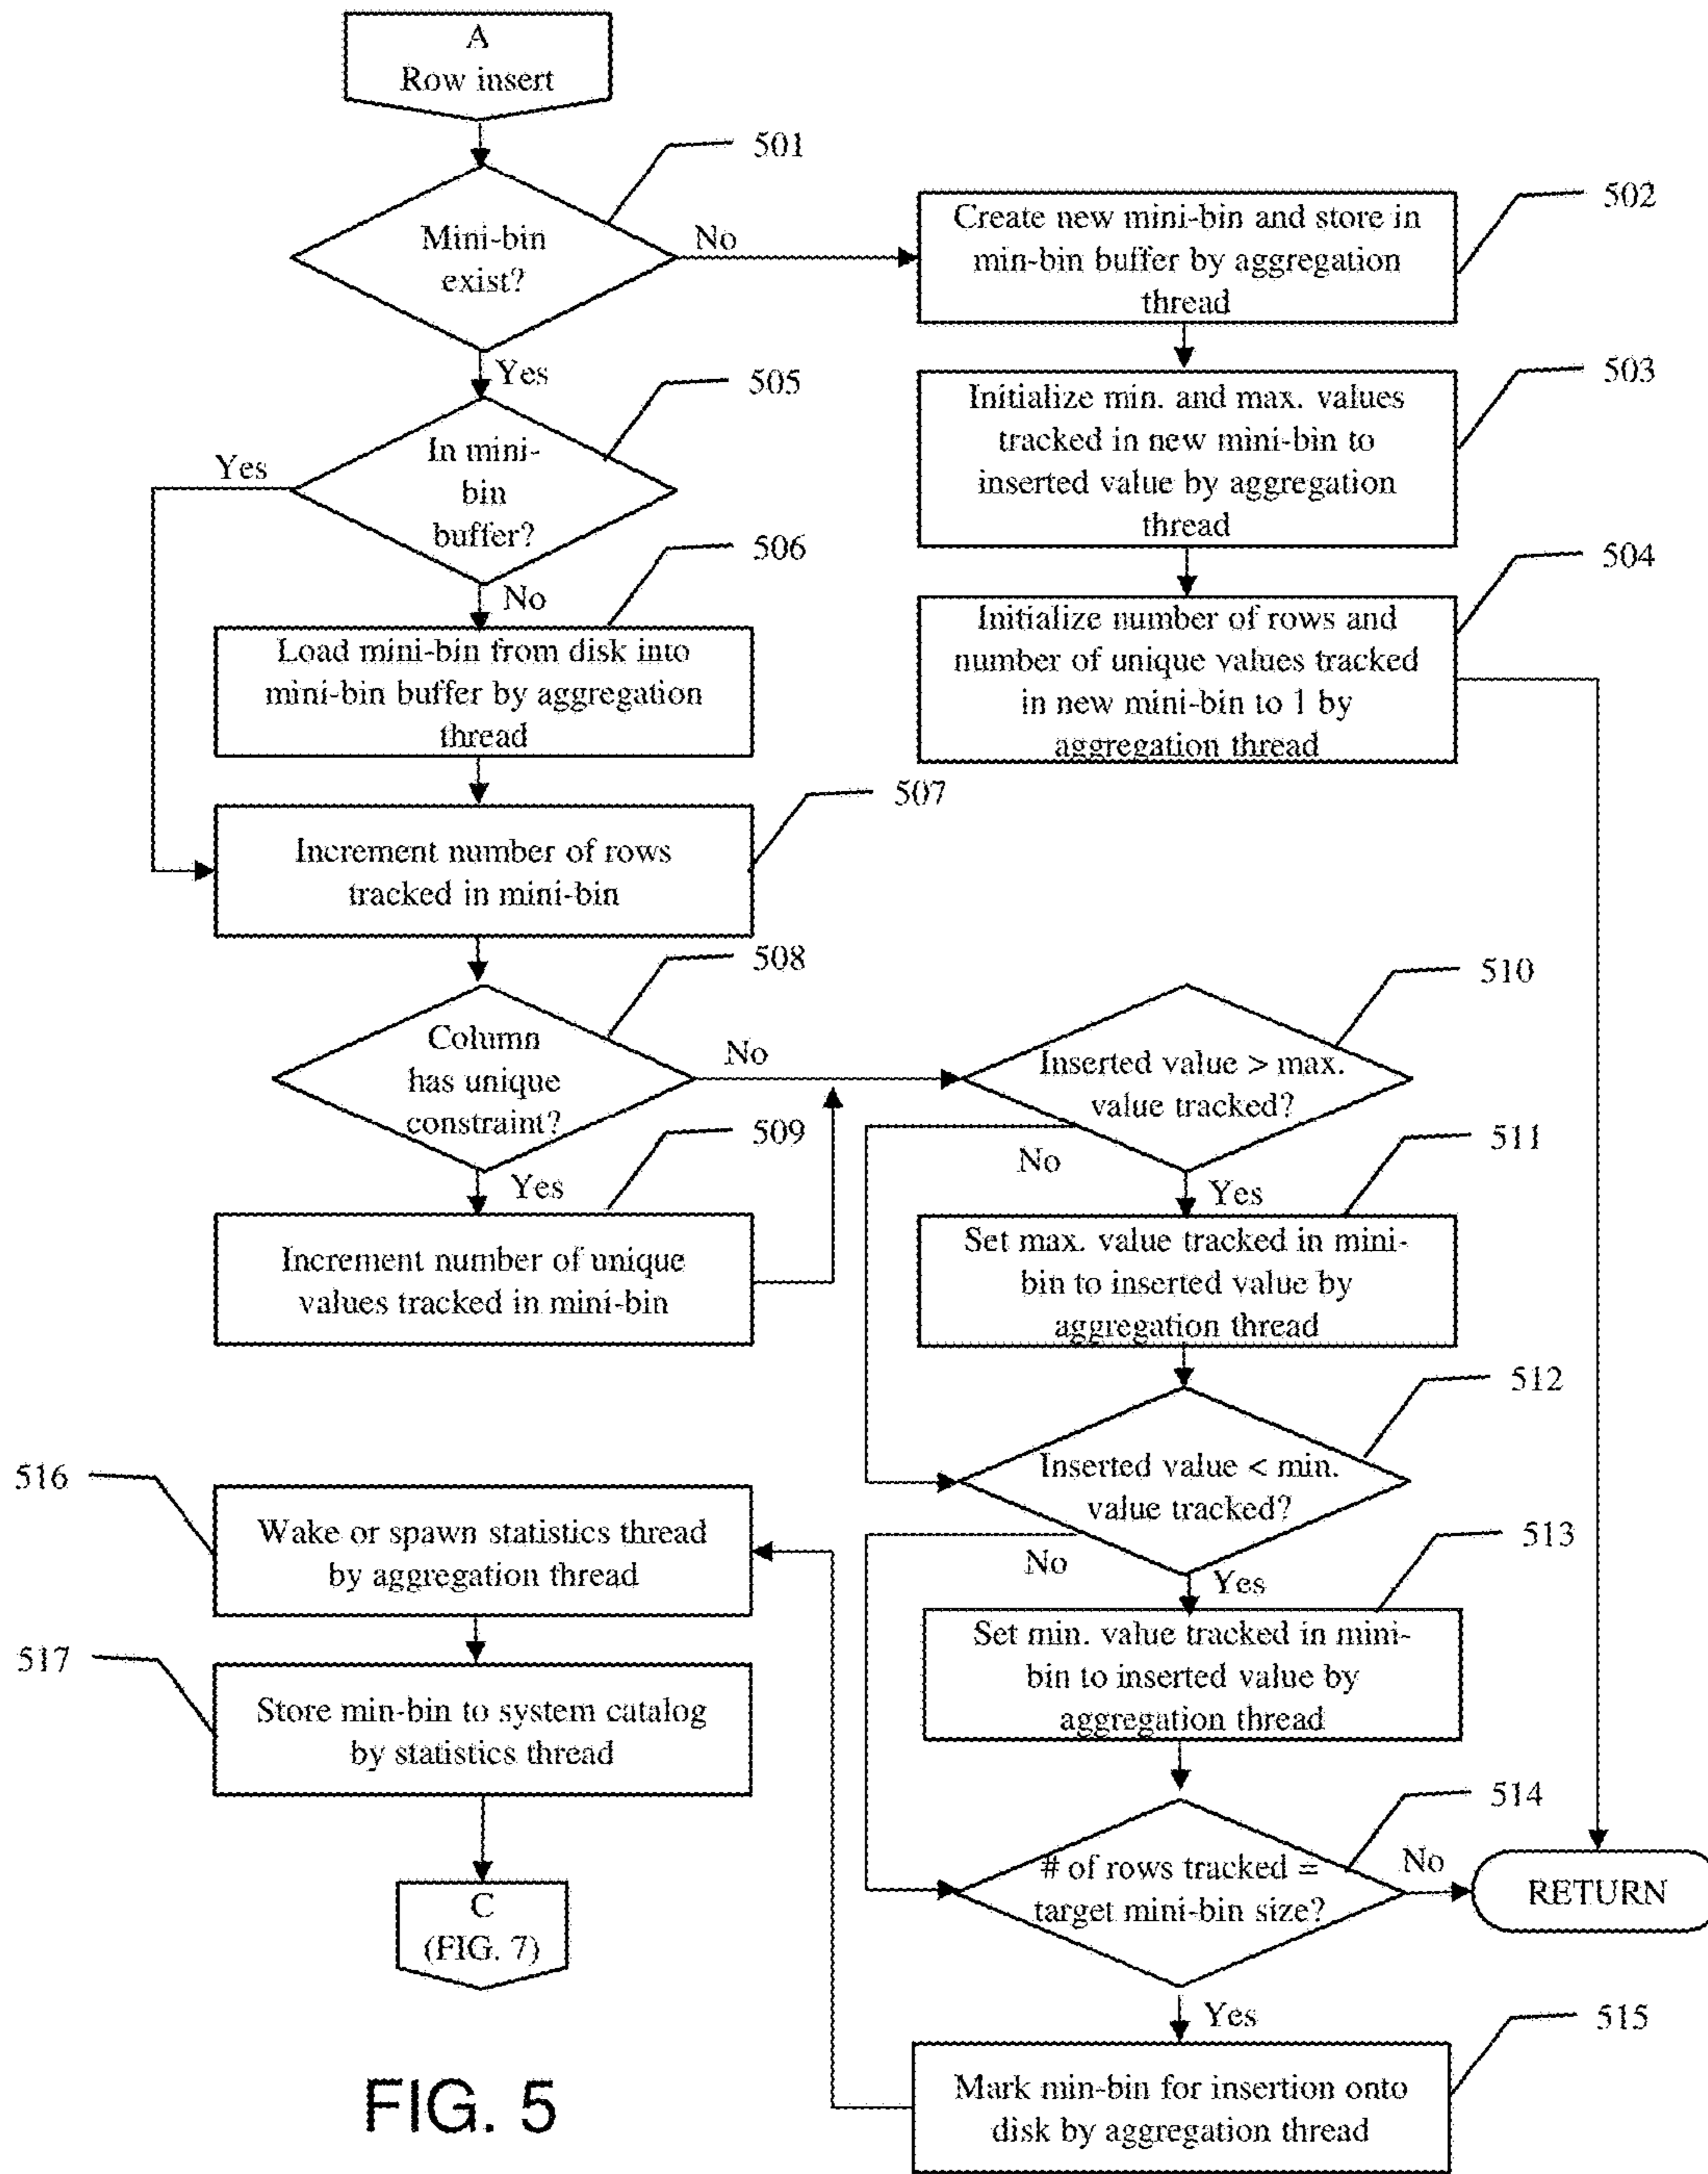 A
Row insert
501
Mini-bin
exist?
No
Yes
502
Create new mini-bin and store in
min-bin buffer by aggregation
thread
503
Initialize min. and max. values
tracked in new mini-bin to
inserted value by aggregation
thread
504
Initialize number of rows and
number of unique values tracked
in new mini-bin to 1 by
aggregation thread
505
In mini-
bin
buffer?
Yes
No
506
Load mini-bin from disk into
mini-bin buffer by aggregation
thread
507
Increment number of rows
tracked in mini-bin
508
Column
has unique
constraint?
No
Yes
509
Increment number of unique
values tracked in mini-bin
510
Inserted value > max.
value tracked?
No
Yes
511
Set max. value tracked in mini-
bin to inserted value by
aggregation thread
512
Inserted value < min.
value tracked?
No
Yes
513
Set min. value tracked in mini-
bin to inserted value by
aggregation thread
514
# of rows tracked =
target mini-bin size?
No
RETURN
Yes
515
Mark min-bin for insertion onto
disk by aggregation thread
516
Wake or spawn statistics thread
by aggregation thread
517
Store min-bin to system catalog
by statistics thread
C
(FIG. 7)
FIG. 5